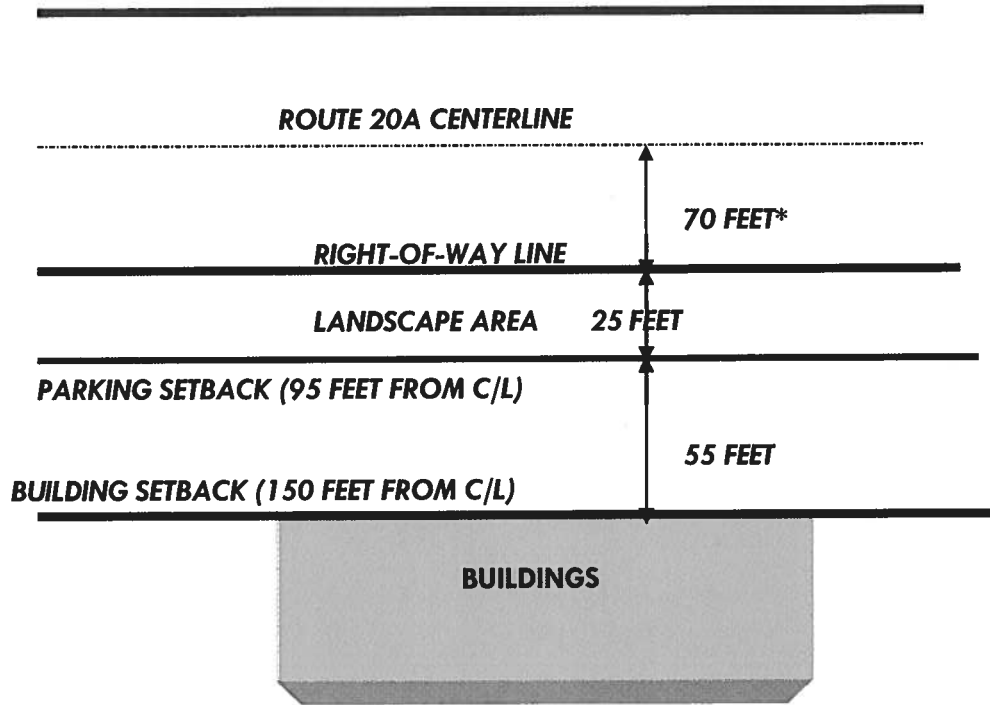 ROUTE 20A CENTERLINE
70 FEET*
RIGHT-OF-WAY LINE
LANDSCAPE AREA 25 FEET
PARKING SETBACK (95 FEET FROM C/L)
55 FEET
BUILDING SETBACK (150 FEET FROM C/L)
BUILDINGS